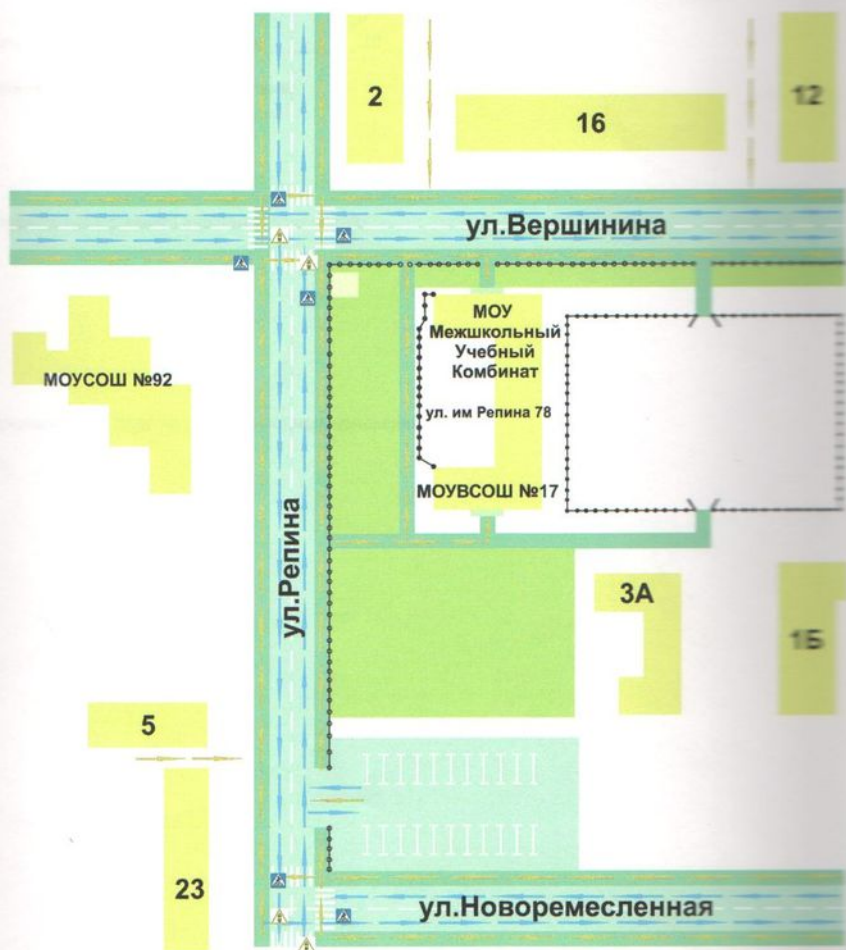 2
16
12
ул.Вершинина
МОУ
Межшкольный
Учебный
Комбинат
ул. им Репина 78
МОУСОШ №92
МОУВСОШ №17
ул.Репина
3А
1Б
5
23
ул.Новоремесленная